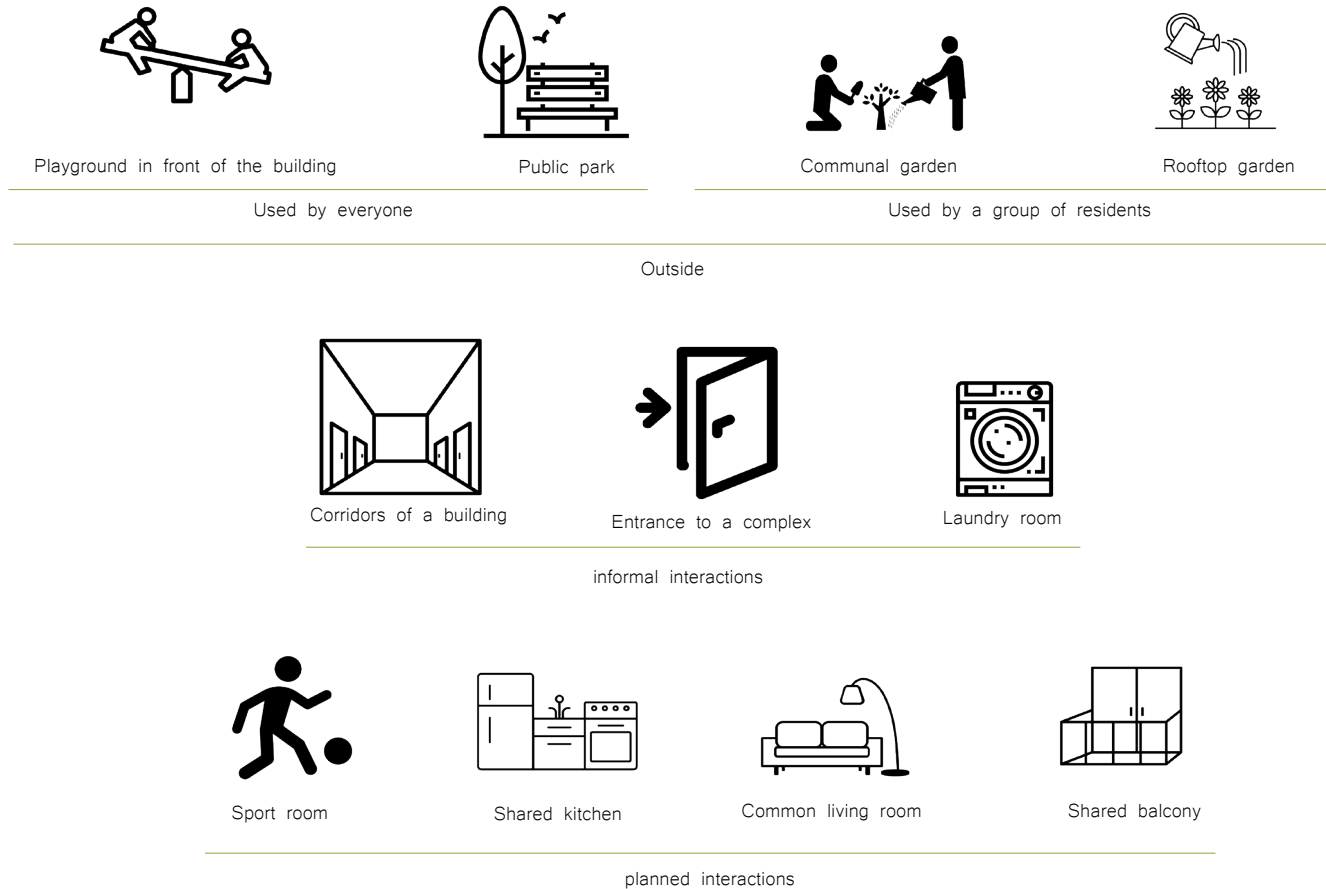 Playground in front of the building
Public park
Communal garden
Rooftop garden
Used by everyone
Used by a group of residents
Outside
Corridors of a building
Entrance to a complex
Laundry room
informal interactions
Sport room
Shared kitchen
Common living room
Shared balcony
planned interactions